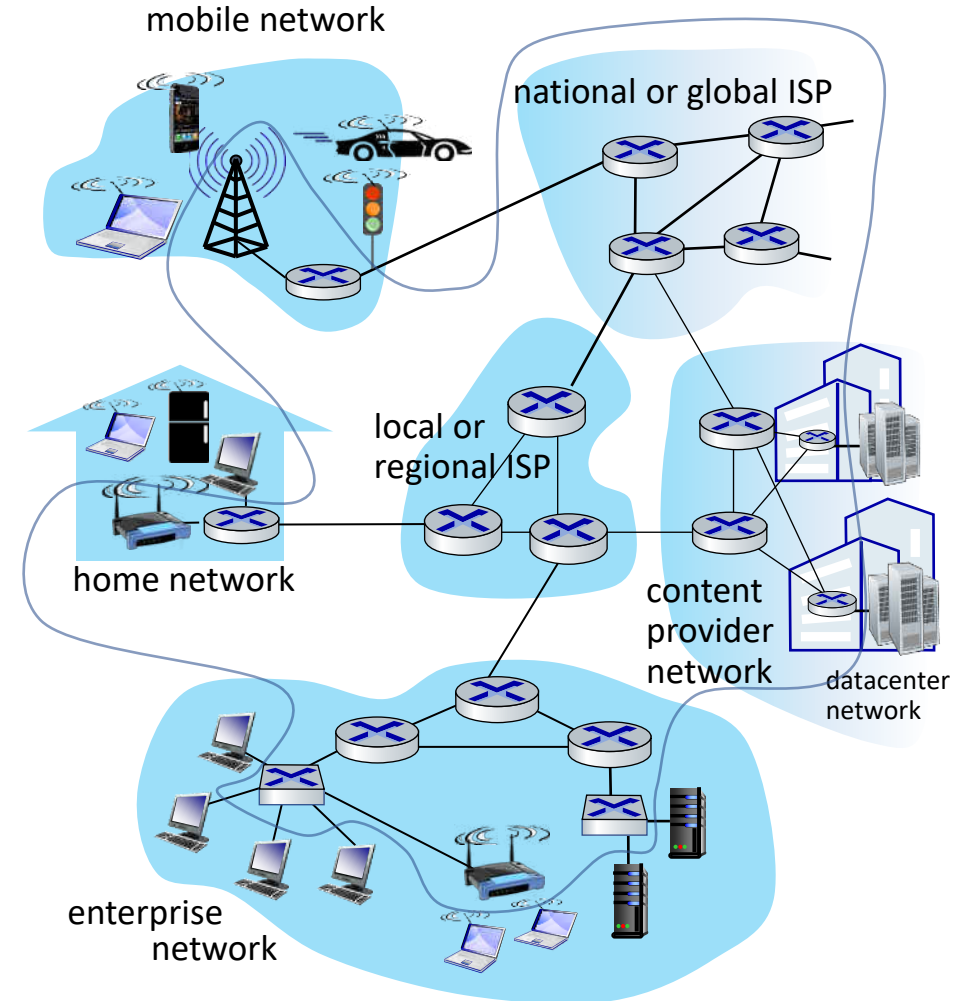 mobile network
national or global ISP
local or
regional ISP
home network
content
provider
network
datacenter
network
enterprise
network